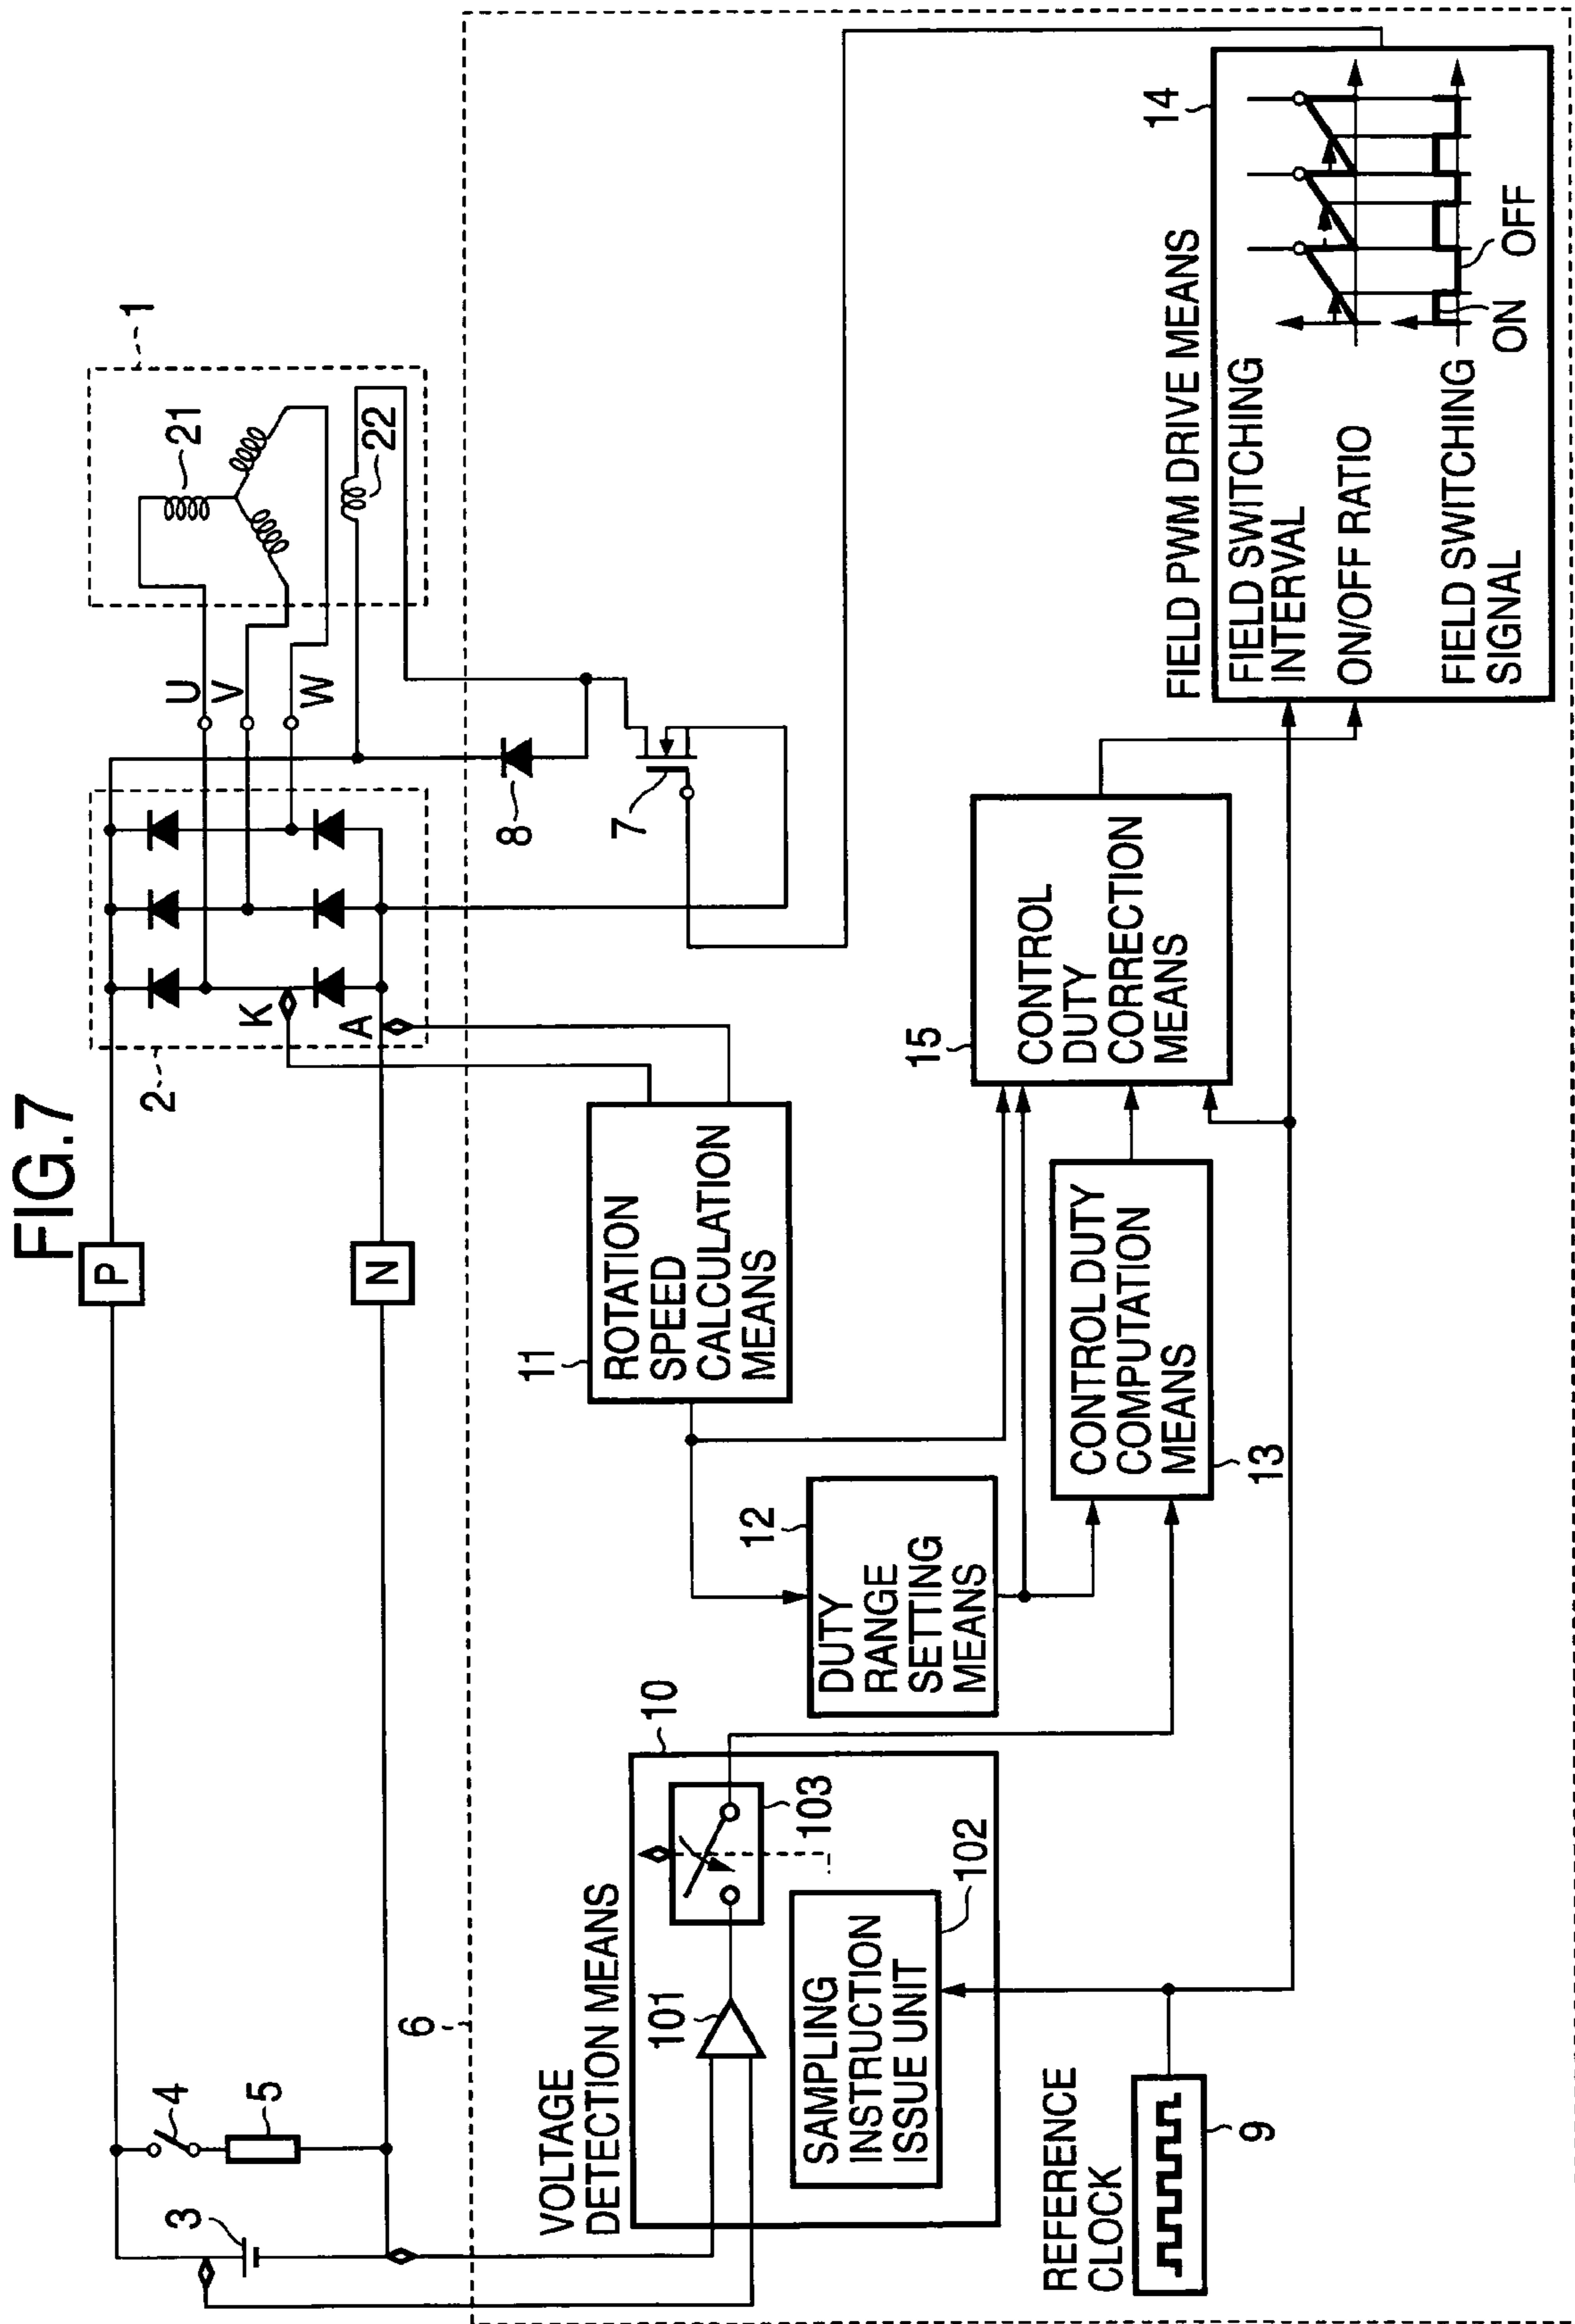 FIG.7
P
N
1
21
22
U
V
W
2
K
A
3
4
5
6
8
7
VOLTAGE
DETECTION MEANS
10
101
103
SAMPLING
INSTRUCTION
ISSUE UNIT
102
REFERENCE
CLOCK
9
11
ROTATION
SPEED
CALCULATION
MEANS
12
DUTY
RANGE
SETTING
MEANS
CONTROL DUTY
COMPUTATION
MEANS
13
15
CONTROL
DUTY
CORRECTION
MEANS
FIELD PWM DRIVE MEANS
14
FIELD SWITCHING
INTERVAL
ON/OFF RATIO
FIELD SWITCHING
SIGNAL
ON
OFF